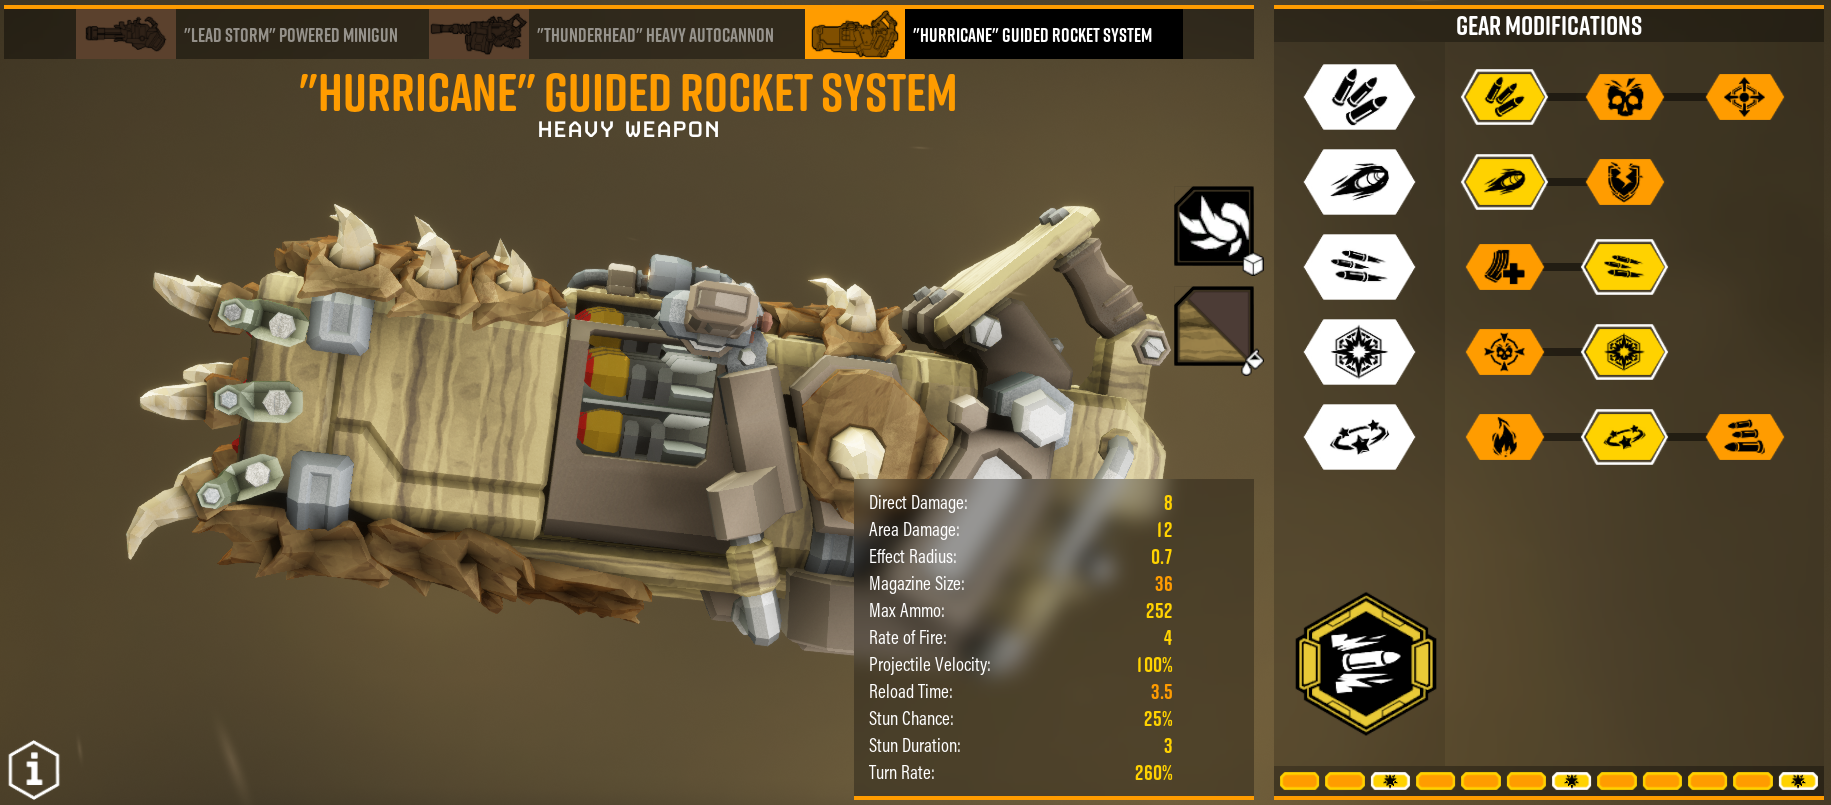 "LEAD STORM" POWERED MINIGUN
"THUNDERHEAD" HEAVY AUTOCANNON
"HURRICANE" GUIDED ROCKET SYSTEM
GEAR MODIFICATIONS
"HURRICANE" GUIDED ROCKET SYSTEM
HEAVY WEAPON
Direct Damage: 8
Area Damage: 12
Effect Radius: 0.7
Magazine Size: 36
Max Ammo: 252
Rate of Fire: 4
Projectile Velocity: 100%
Reload Time: 3.5
Stun Chance: 25%
Stun Duration: 3
Turn Rate: 260%